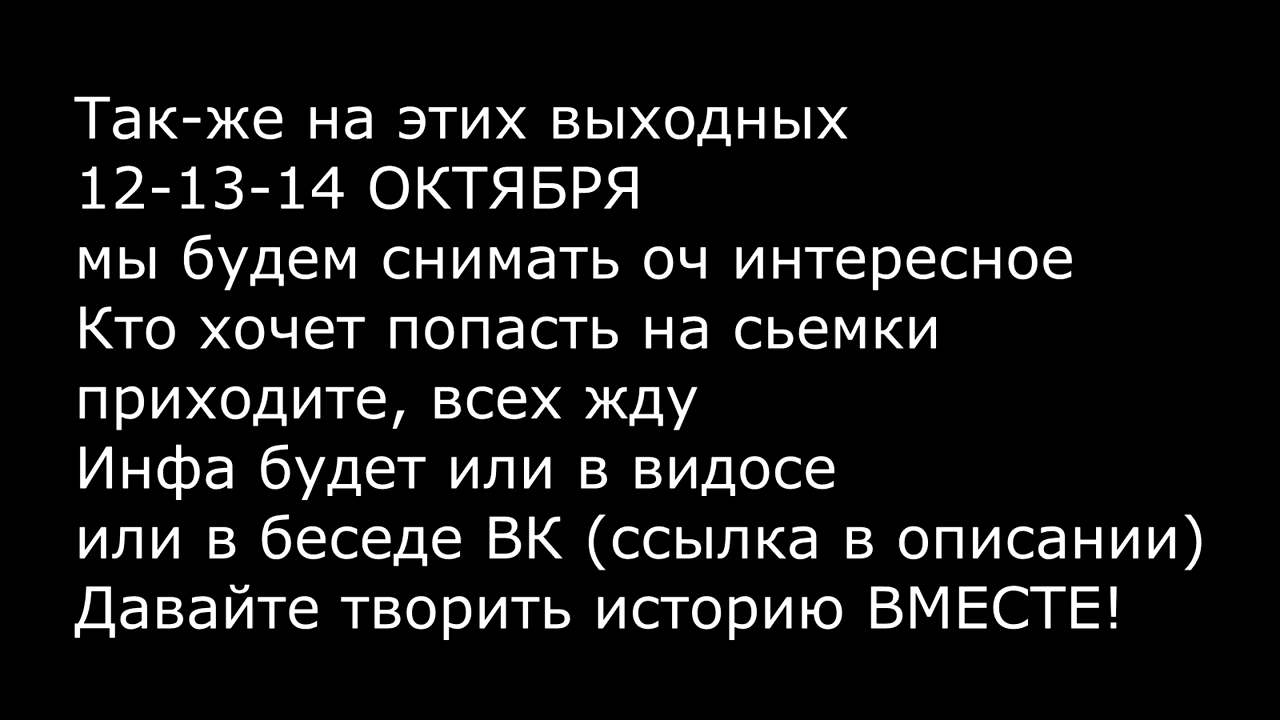 Так-же на этих выходных
12-13-14 ОКТЯБРЯ
мы будем снимать оч интересное
Кто хочет попасть на сьемки
приходите, всех жду
Инфа будет или в видосе
или в беседе ВК (ссылка в описании)
Давайте творить историю ВМЕСТЕ!